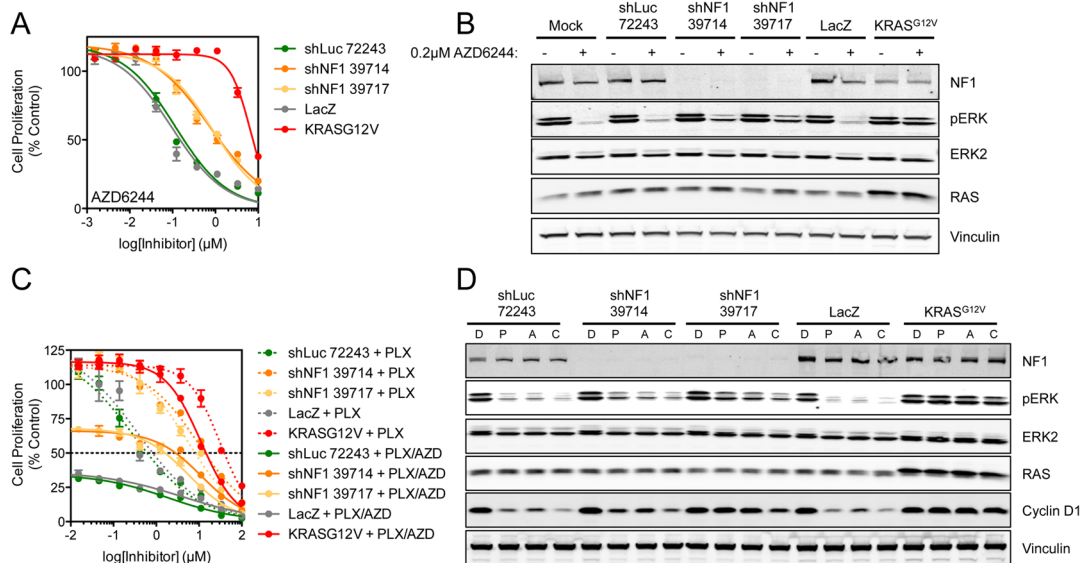 A
Cell Proliferation
(% Control)
100
50
0
-3 -2 -1 0 1
log[Inhibitor] (µM)
AZD6244
shLuc 72243
shNF1 39714
shNF1 39717
LacZ
KRASG12V
B
Mock
shLuc
72243
shNF1
39714
shNF1
39717
LacZ
KRASG12V
0.2µM AZD6244:
- + - + - + - + - + - +
NF1
pERK
ERK2
RAS
Vinculin
C
Cell Proliferation
(% Control)
125
100
75
50
25
0
-2 -1 0 1 2
log[Inhibitor] (µM)
shLuc 72243 + PLX
shNF1 39714 + PLX
shNF1 39717 + PLX
LacZ + PLX
KRASG12V + PLX
shLuc 72243 + PLX/AZD
shNF1 39714 + PLX/AZD
shNF1 39717 + PLX/AZD
LacZ + PLX/AZD
KRASG12V + PLX/AZD
D
shLuc
72243
shNF1
39714
shNF1
39717
LacZ
KRASG12V
D P A C D P A C D P A C D P A C D P A C
NF1
pERK
ERK2
RAS
Cyclin D1
Vinculin